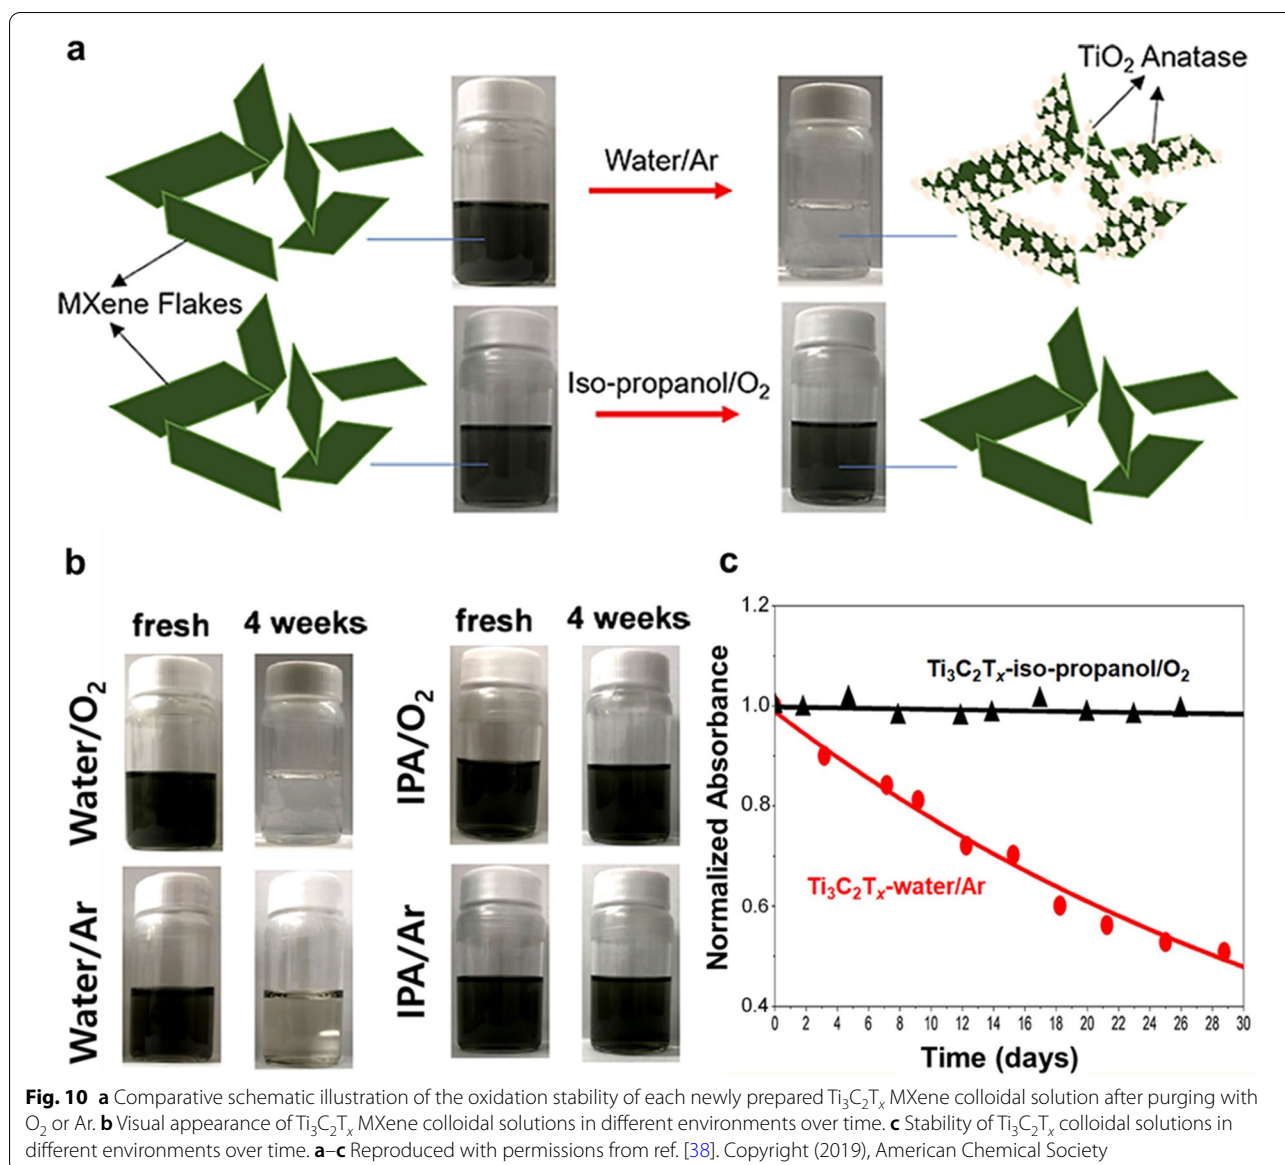 a
TiO₂ Anatase
Water/Ar
MXene Flakes
Iso-propanol/O₂
b
fresh 4 weeks
fresh 4 weeks
Water/O₂
IPA/O₂
Water/Ar
IPA/Ar
c
1.2
1.0
0.8
0.6
0.4
Normalized Absorbance
Ti₃C₂Tₓ-iso-propanol/O₂
Ti₃C₂Tₓ-water/Ar
0 2 4 6 8 10 12 14 16 18 20 22 24 26 28 30
Time (days)
Fig. 10 a Comparative schematic illustration of the oxidation stability of each newly prepared Ti₃C₂Tₓ MXene colloidal solution after purging with
O₂ or Ar. b Visual appearance of Ti₃C₂Tₓ MXene colloidal solutions in different environments over time. c Stability of Ti₃C₂Tₓ colloidal solutions in
different environments over time. a–c Reproduced with permissions from ref. [38]. Copyright (2019), American Chemical Society